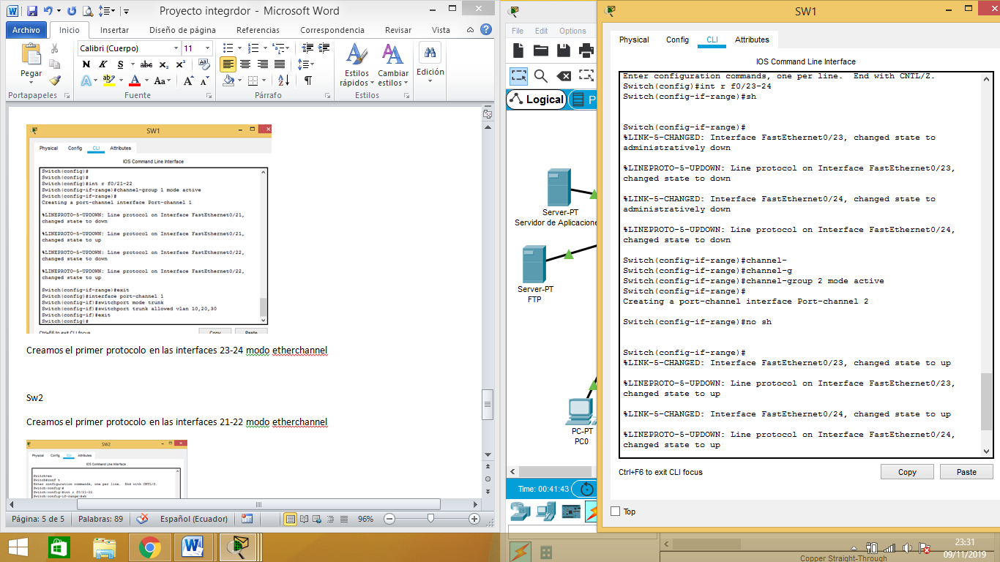 Proyecto integrdor - Microsoft Word
Archivo
Inicio
Insertar
Diseño de página
Referencias
Correspondencia
Revisar
Vista
Pegar
Portapapeles
Calibri (Cuerpo)
11
Fuente
Párrafo
Estilos rápidos
Cambiar estilos
Estilos
Edición
SW1
Physical
Config
CLI
Attributes
IOS Command Line Interface
Switch(config)#
Switch(config)#
Switch(config)#int r f0/21-22
Switch(config-if-range)#channel-group 1 mode active
Switch(config-if-range)#
Creating a port-channel interface Port-channel 1
%LINEPROTO-5-UPDOWN: Line protocol on Interface FastEthernet0/21,
changed state to down
%LINEPROTO-5-UPDOWN: Line protocol on Interface FastEthernet0/21,
changed state to up
%LINEPROTO-5-UPDOWN: Line protocol on Interface FastEthernet0/22,
changed state to down
%LINEPROTO-5-UPDOWN: Line protocol on Interface FastEthernet0/22,
changed state to up
Switch(config-if-range)#exit
Switch(config)#interface port-channel 1
Switch(config-if)#switchport mode trunk
Switch(config-if)#switchport trunk allowed vlan 10,20,30
Switch(config-if)#exit
Switch(config)#
Ctrl+F6 to exit CLI focus
Copy
Paste
Creamos el primer protocolo en las interfaces 23-24 modo etherchannel
Sw2
Creamos el primer protocolo en las interfaces 21-22 modo etherchannel
SW2
Physical
Config
CLI
Attributes
IOS Command Line Interface
Switch>en
Switch#conf t
Enter configuration commands, one per line. End with CNTL/Z.
Switch(config)#
Switch(config)#int r f0/21-22
Switch(config-if-range)#sh
Página: 5 de 5
Palabras: 89
Español (Ecuador)
96%
File
Edit
Options
Logical
Server-PT
Servidor de Aplicacione
Server-PT
FTP
PC-PT
PC0
Time: 00:41:43
SW1
Physical
Config
CLI
Attributes
IOS Command Line Interface
Enter configuration commands, one per line. End with CNTL/Z.
Switch(config)#int r f0/23-24
Switch(config-if-range)#sh
Switch(config-if-range)#
%LINK-5-CHANGED: Interface FastEthernet0/23, changed state to
administratively down
%LINEPROTO-5-UPDOWN: Line protocol on Interface FastEthernet0/23,
changed state to down
%LINK-5-CHANGED: Interface FastEthernet0/24, changed state to
administratively down
%LINEPROTO-5-UPDOWN: Line protocol on Interface FastEthernet0/24,
changed state to down
Switch(config-if-range)#channel-
Switch(config-if-range)#channel-g
Switch(config-if-range)#channel-group 2 mode active
Switch(config-if-range)#
Creating a port-channel interface Port-channel 2
Switch(config-if-range)#no sh
Switch(config-if-range)#
%LINK-5-CHANGED: Interface FastEthernet0/23, changed state to up
%LINEPROTO-5-UPDOWN: Line protocol on Interface FastEthernet0/23,
changed state to up
%LINK-5-CHANGED: Interface FastEthernet0/24, changed state to up
%LINEPROTO-5-UPDOWN: Line protocol on Interface FastEthernet0/24,
changed state to up
Ctrl+F6 to exit CLI focus
Copy
Paste
Top
Copper Straight-Through
23:31
09/11/2019